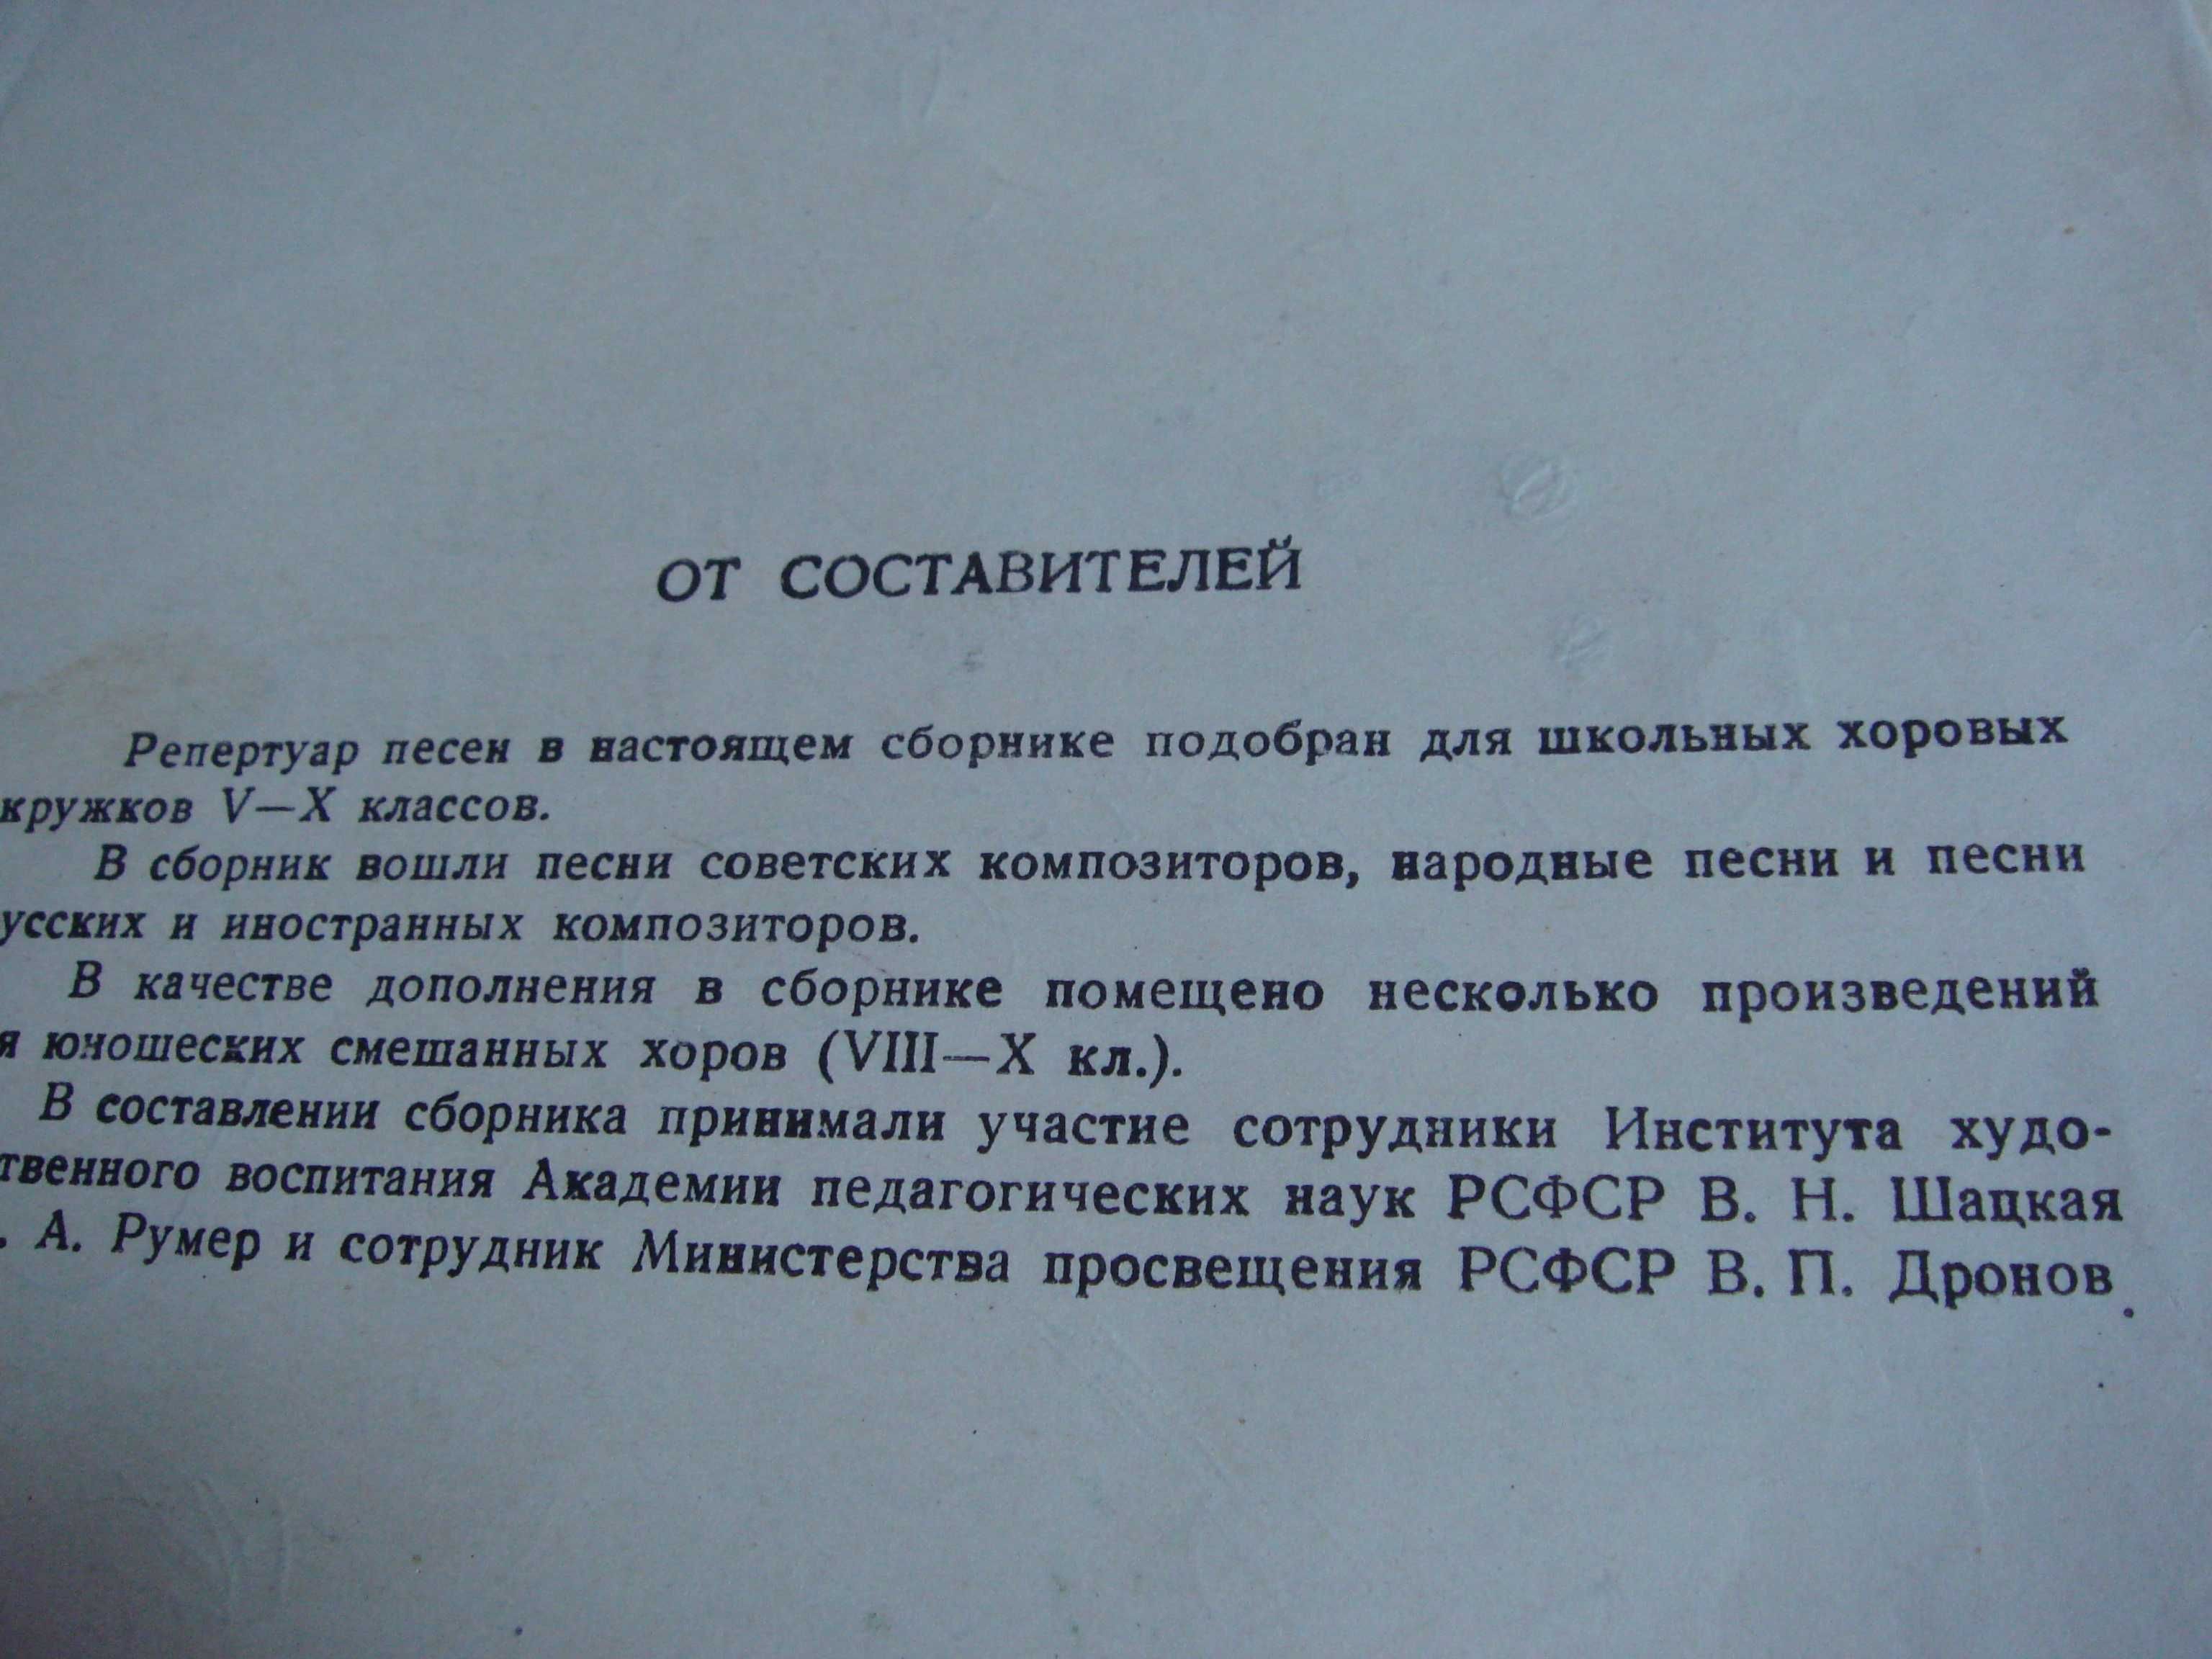 ОТ СОСТАВИТЕЛЕЙ
Репертуар песен в настоящем сборнике подобран для школьных хоровых
кружков V—X классов.
В сборник вошли песни советских композиторов, народные песни и песни
усских и иностранных композиторов.
В качестве дополнения в сборнике помещено несколько произведений
я юношеских смешанных хоров (VIII—X кл.).
В составлении сборника принимали участие сотрудники Института худо-
твенного воспитания Академии педагогических наук РСФСР В. Н. Шацкая
. А. Румер и сотрудник Министерства просвещения РСФСР В. П. Дронов.